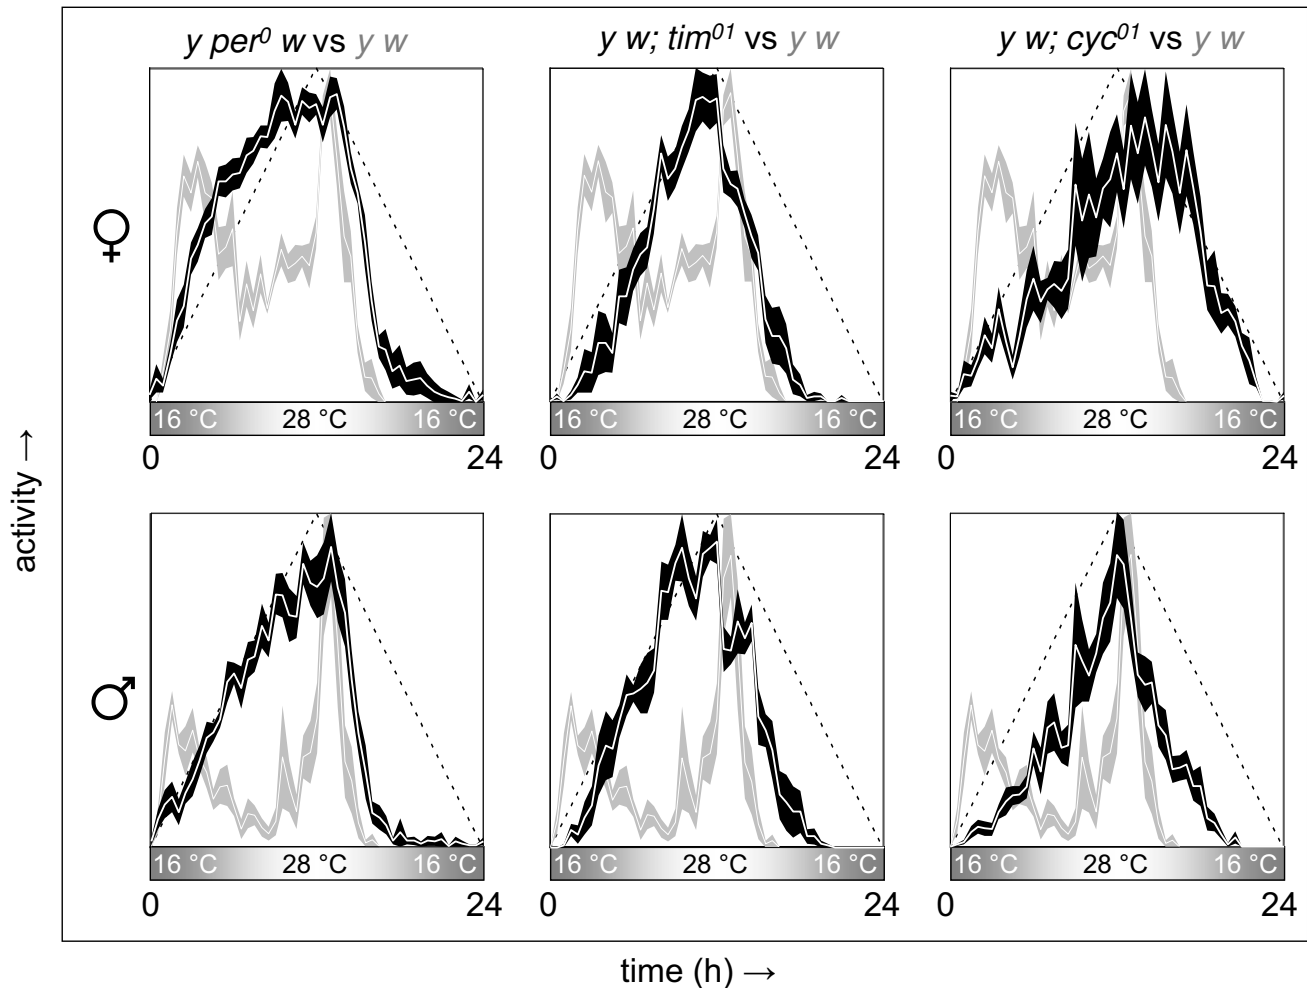 y per⁰ w vs y w
y w; tim⁰¹ vs y w
y w; cyc⁰¹ vs y w
♀
16 °C 28 °C 16 °C
16 °C 28 °C 16 °C
16 °C 28 °C 16 °C
0 24
0 24
0 24
activity →
♂
16 °C 28 °C 16 °C
16 °C 28 °C 16 °C
16 °C 28 °C 16 °C
0 24
0 24
0 24
time (h) →